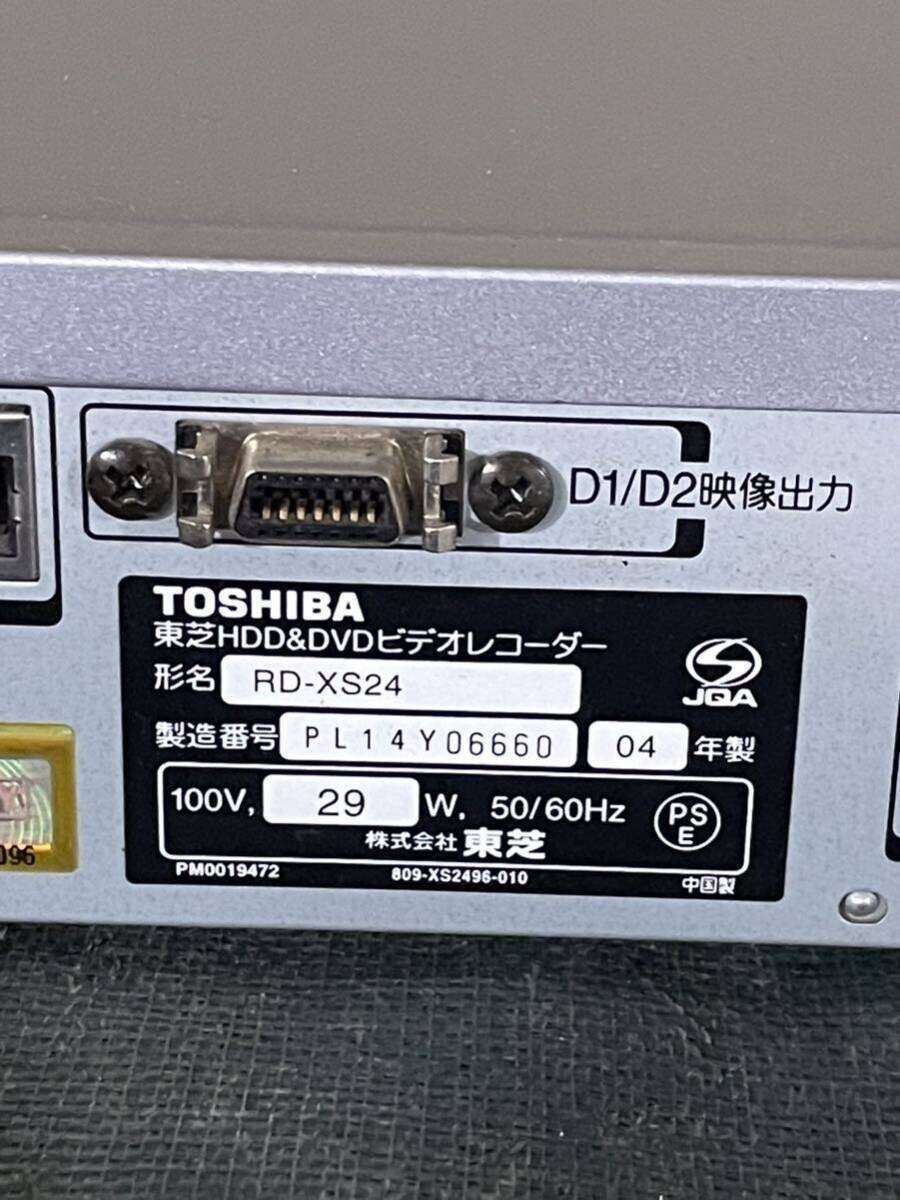 D1/D2映像出力
TOSHIBA
東芝HDD&DVDビデオレコーダー
形名 RD-XS24
JQA
製造番号 PL14Y06660 04 年製
100V, 29 W, 50/60Hz
PSE
株式会社 東芝
PM0019472 809-XS2496-010 中国製
096